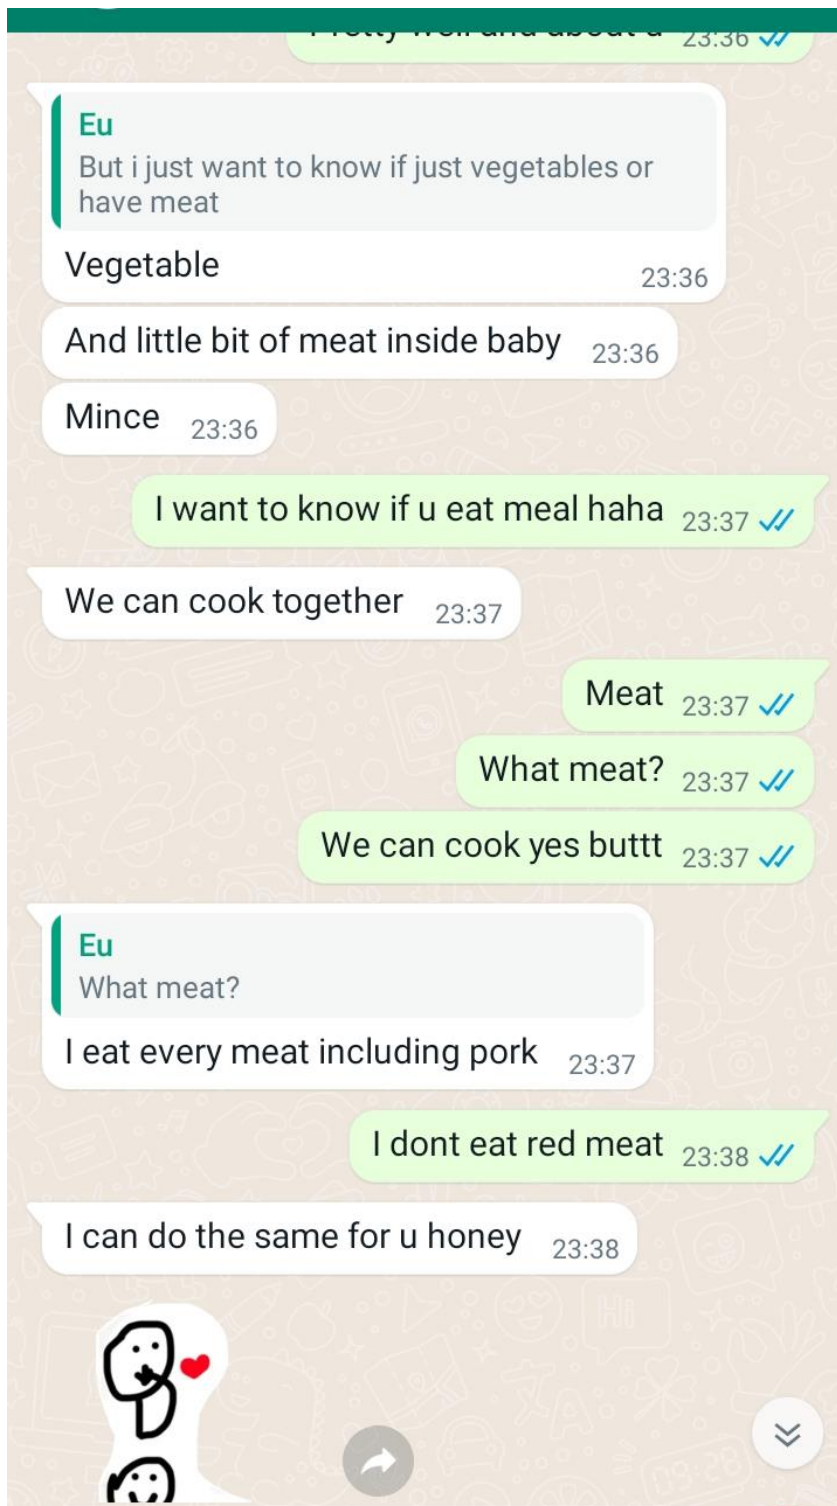 23:36
Eu
But i just want to know if just vegetables or
have meat
Vegetable 23:36
And little bit of meat inside baby 23:36
Mince 23:36
I want to know if u eat meal haha 23:37
We can cook together 23:37
Meat 23:37
What meat? 23:37
We can cook yes buttt 23:37
Eu
What meat?
I eat every meat including pork 23:37
I dont eat red meat 23:38
I can do the same for u honey 23:38